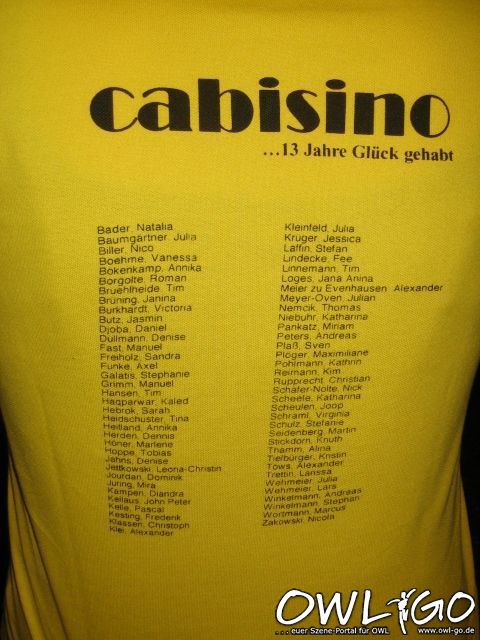 cabisino
...13 Jahre Glück gehabt
Bader, Natalia
Baumgärtner, Julia
Biller, Nico
Boehme, Vanessa
Bokenkamp, Annika
Borgolte, Roman
Bruehlheide, Tim
Brüning, Janina
Burkhardt, Victoria
Butz, Jasmin
Djoba, Daniel
Düllmann, Denise
Fast, Manuel
Freiholz, Sandra
Funke, Axel
Galatis, Stephanie
Grimm, Manuel
Hansen, Tim
Haqparwar, Kaled
Hebrok, Sarah
Heidschuster, Tina
Heitland, Annika
Herden, Dennis
Höner, Marlene
Hoppe, Tobias
Jahns, Denise
Jettkowski, Leona-Christin
Jourdan, Dominik
Juring, Mira
Kampen, Diandra
Kellaus, John Peter
Kelle, Pascal
Kesting, Frederik
Klassen, Christoph
Klei, Alexander
Kleinfeld, Julia
Krüger, Jessica
Laffin, Stefan
Lindecke, Fee
Linnemann, Tim
Loges, Jana Anina
Meier zu Evenhausen, Alexander
Meyer-Oven, Julian
Nemcik, Thomas
Niebuhr, Katharina
Pankatz, Miriam
Peters, Andreas
Plaß, Sven
Plöger, Maximiliane
Pohlmann, Kathrin
Reimann, Kim
Rupprecht, Christian
Schäfer-Nolte, Nick
Scheele, Katharina
Scheulen, Joop
Schraml, Virginia
Schulz, Stefanie
Seidenberg, Martin
Stickdorn, Knuth
Thamm, Alina
Tielbürger, Kristin
Töws, Alexander
Trettin, Larissa
Wehmeier, Julia
Wehmeier, Lars
Winkelmann, Andreas
Winkelmann, Stephan
Wortmann, Marcus
Zakowski, Nicola
OWL GO
... euer Szene-Portal für OWL www.owl-go.de